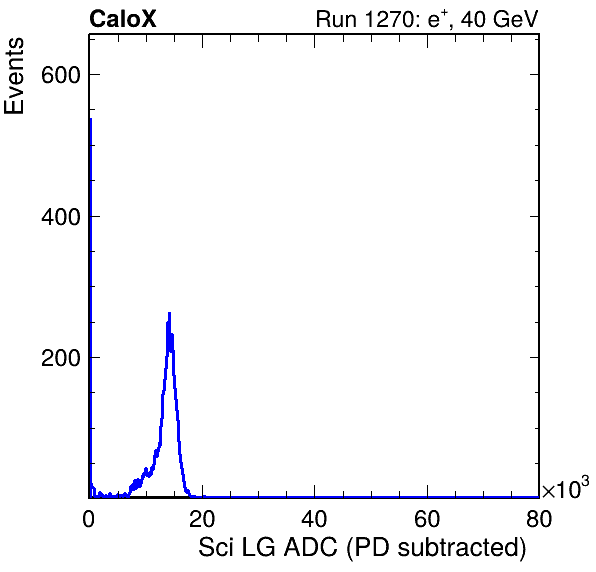 CaloX Run 1270: e⁺, 40 GeV
Events
600
400
200
0 20 40 60 80
×10³
Sci LG ADC (PD subtracted)